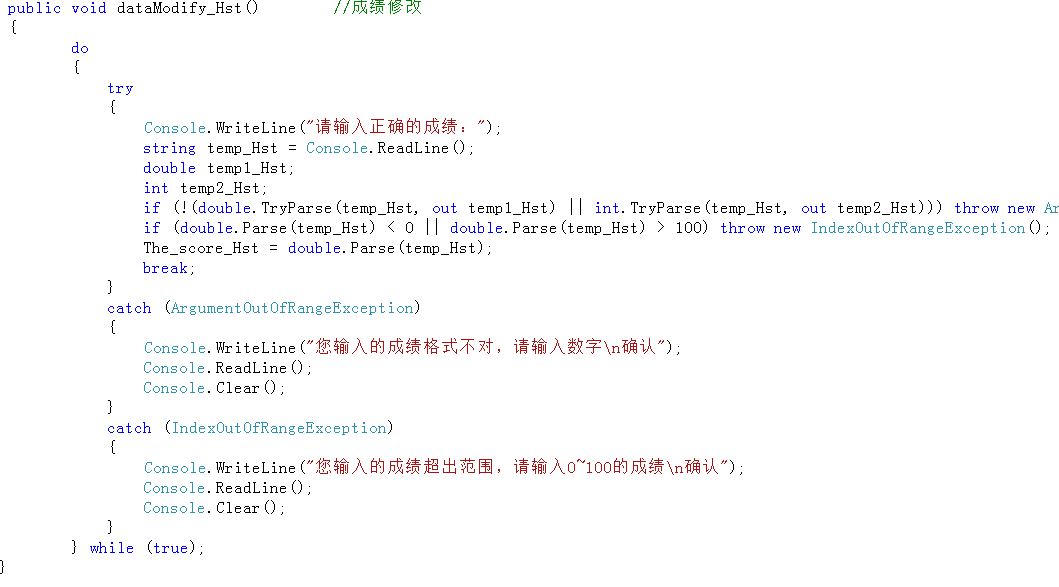 public void dataModify_Hst()        //成绩修改
{
do
{
try
{
Console.WriteLine("请输入正确的成绩：");
string temp_Hst = Console.ReadLine();
double temp1_Hst;
int temp2_Hst;
if (!(double.TryParse(temp_Hst, out temp1_Hst) || int.TryParse(temp_Hst, out temp2_Hst))) throw new Ar
if (double.Parse(temp_Hst) < 0 || double.Parse(temp_Hst) > 100) throw new IndexOutOfRangeException();
The_score_Hst = double.Parse(temp_Hst);
break;
}
catch (ArgumentOutOfRangeException)
{
Console.WriteLine("您输入的成绩格式不对，请输入数字\n确认");
Console.ReadLine();
Console.Clear();
}
catch (IndexOutOfRangeException)
{
Console.WriteLine("您输入的成绩超出范围，请输入0~100的成绩\n确认");
Console.ReadLine();
Console.Clear();
}
} while (true);
}